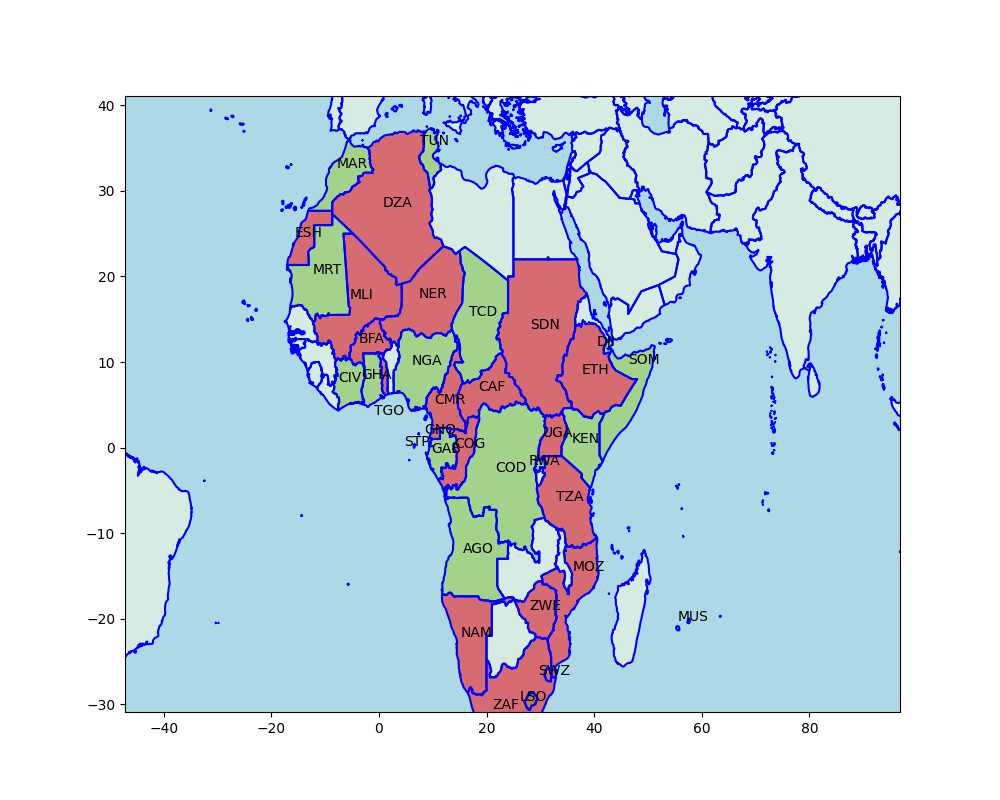 40
TUN
MAR
30
DZA
ESH
MRT
20
MLI
NER
TCD
SDN
BFA
DJI
10
NGA
SOM
CIV
GHA
CAF
ETH
CMR
TGO
GNQ
UGA
STP
COG
KEN
0
GAB
RWA
COD
TZA
−10
AGO
MOZ
ZWE
−20
MUS
NAM
SWZ
LSO
−30
ZAF
−40
−20
0
20
40
60
80